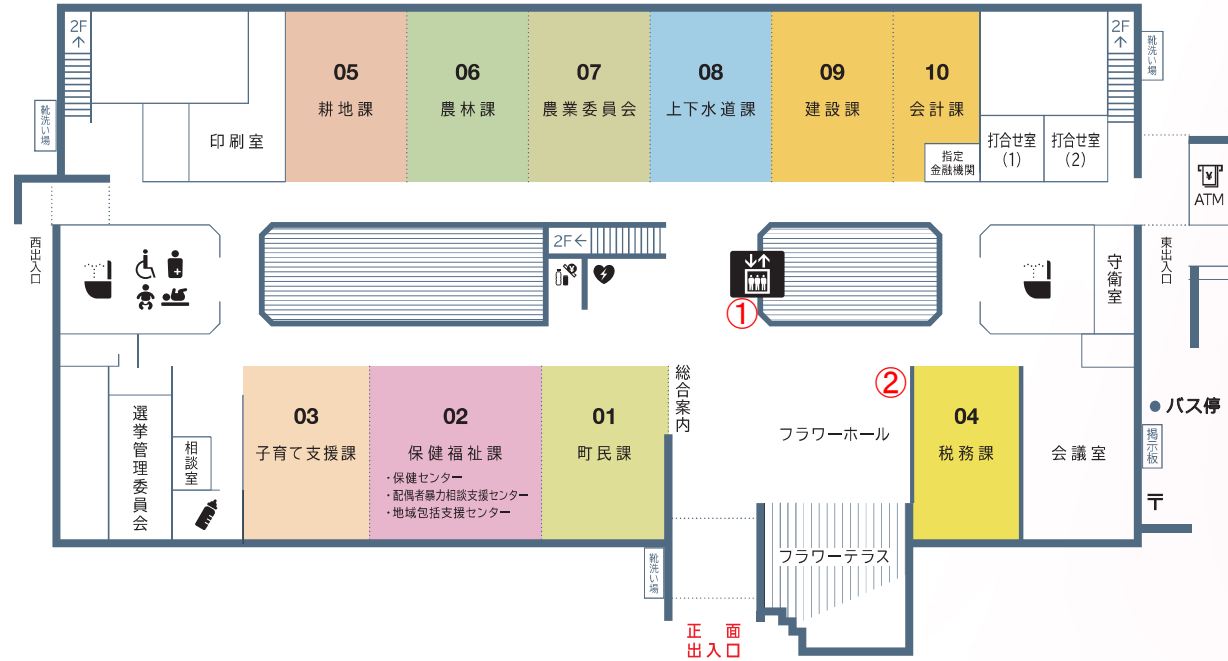 2F
↑
靴洗い場
印刷室
05
耕地課
06
農林課
07
農業委員会
08
上下水道課
09
建設課
10
会計課
指定
金融機関
打合せ室
(1)
打合せ室
(2)
2F
↑
靴洗い場
¥
ATM
西出入口
2F←
①
守衛室
東出入口
選挙管理委員会
相談室
03
子育て支援課
02
保健福祉課
・保健センター
・配偶者暴力相談支援センター
・地域包括支援センター
01
町民課
総合案内
②
フラワーホール
04
税務課
会議室
● バス停
掲示板
〒
靴洗い場
フラワーテラス
正面
出入口